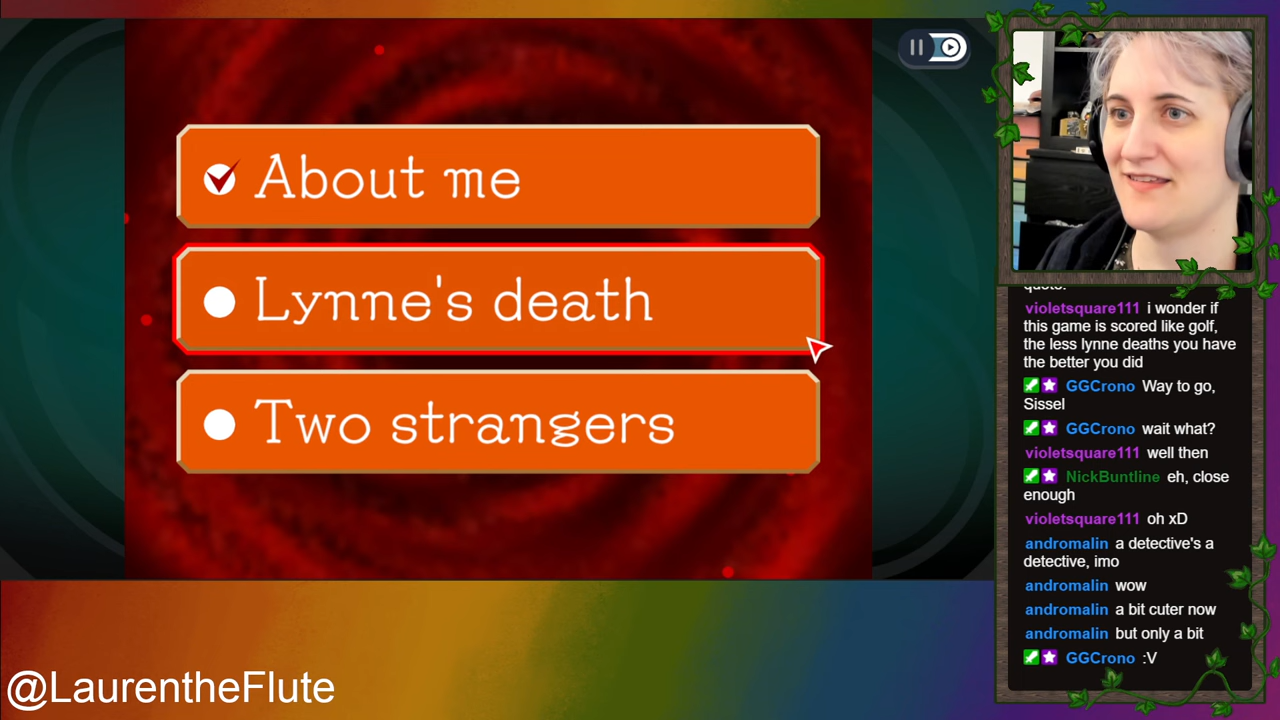 About me
Lynne's death
Two strangers
quote.
violetsquare111 i wonder if
this game is scored like golf,
the less lynne deaths you have
the better you did
GGCrono Way to go,
Sissel
GGCrono wait what?
violetsquare111 well then
NickBuntline eh, close
enough
violetsquare111 oh xD
andromalin a detective's a
detective, imo
andromalin wow
andromalin a bit cuter now
andromalin but only a bit
GGCrono :V
@LaurentheFlute